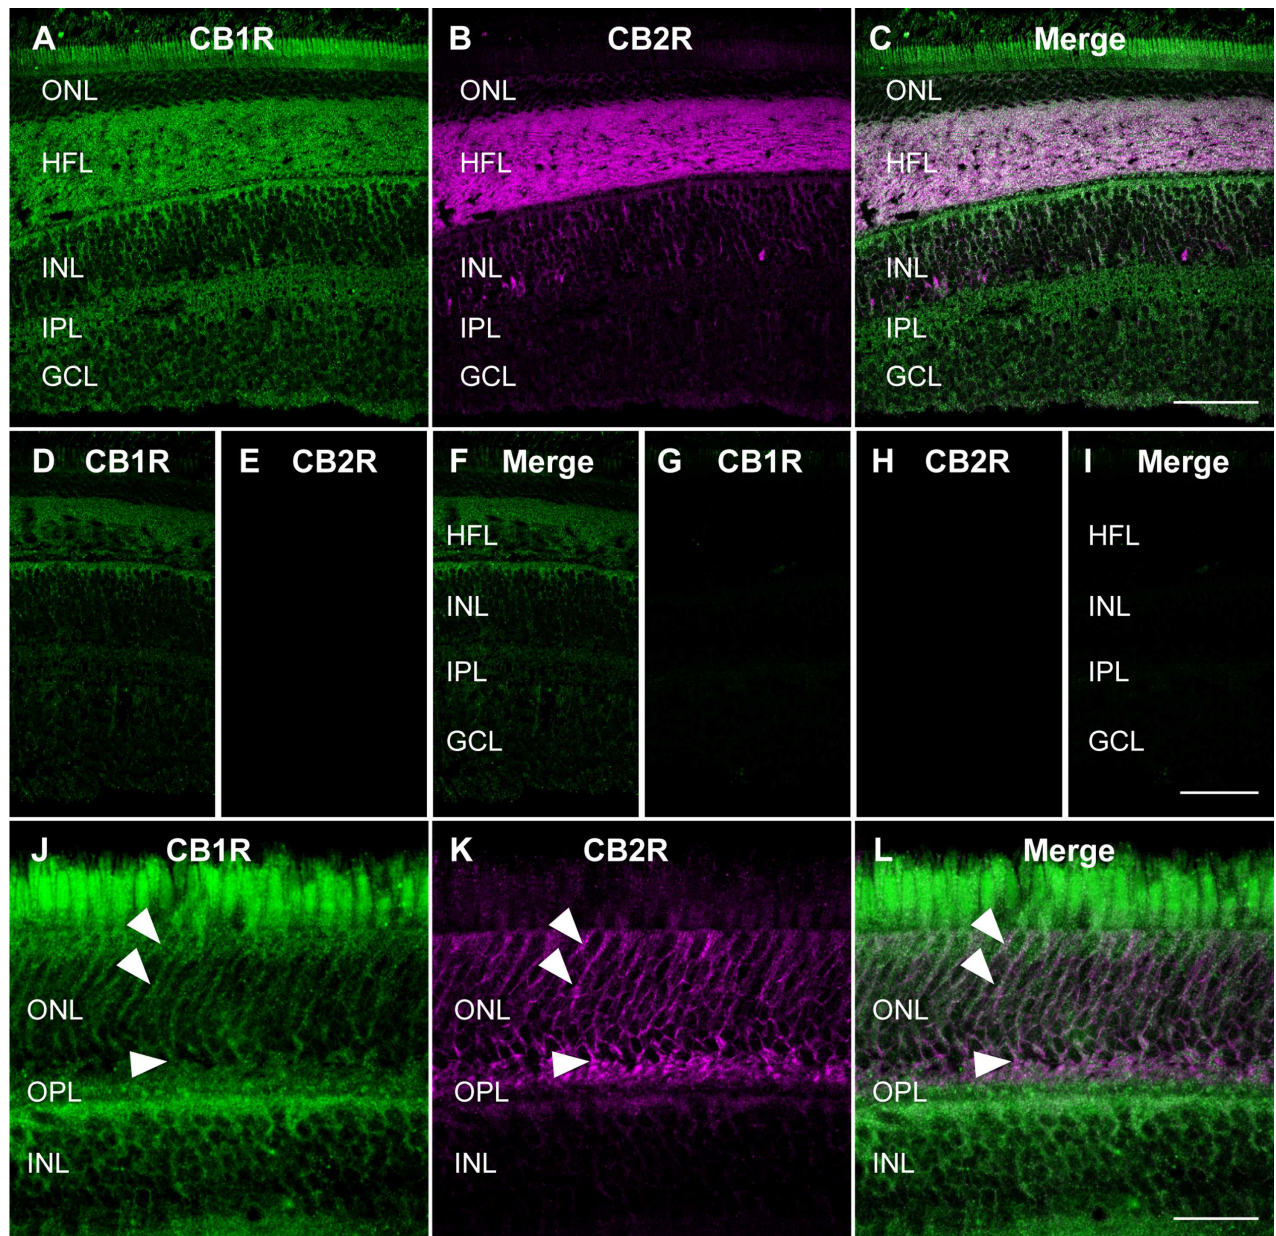 A CB1R
B CB2R
C Merge
ONL
ONL
ONL
HFL
HFL
HFL
INL
INL
INL
IPL
IPL
IPL
GCL
GCL
GCL
D CB1R
E CB2R
F Merge
G CB1R
H CB2R
I Merge
HFL
HFL
INL
INL
IPL
IPL
GCL
GCL
J CB1R
K CB2R
L Merge
ONL
ONL
ONL
OPL
OPL
OPL
INL
INL
INL